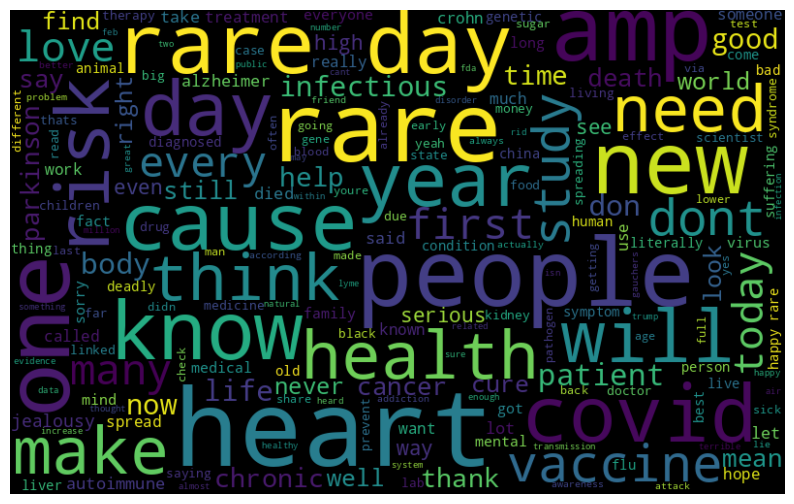 find therapy take treatment everyone crohn genetic someone
feb two number sugar test
love rare day amp good
better case high long come
say animal public cant fda via bad
big alzheimer infectious really time death world
problem
thats friend disorder much living
different right day going already money effect scientist syndrome
parkinson read risk diagnosed often gene yeah early always rid study see need
work great blood rare state china spreading suffering
every help food new
even still died youre year lower
children day within
fact drug due human don dont infection
thing million last man said first condition use literally virus
according made cause actually isn
body think lyme getting gauchers look yes
something sorry deadly didn natural people
far medicine family serious kidney pathogen symptom trump full today happy rare
called linked black known related age will
one evidence know check old health sure person
many medical cancer cure patient back live happy
data mind life never share heard addiction enough doctor
thought now got best sick
jealousy spread prevent want lot covid air let
increase make healthy heart way mental transmission lie
saying system flu mean
liver almost autoimmune chronic well lab thank vaccine terrible hope
awareness attack